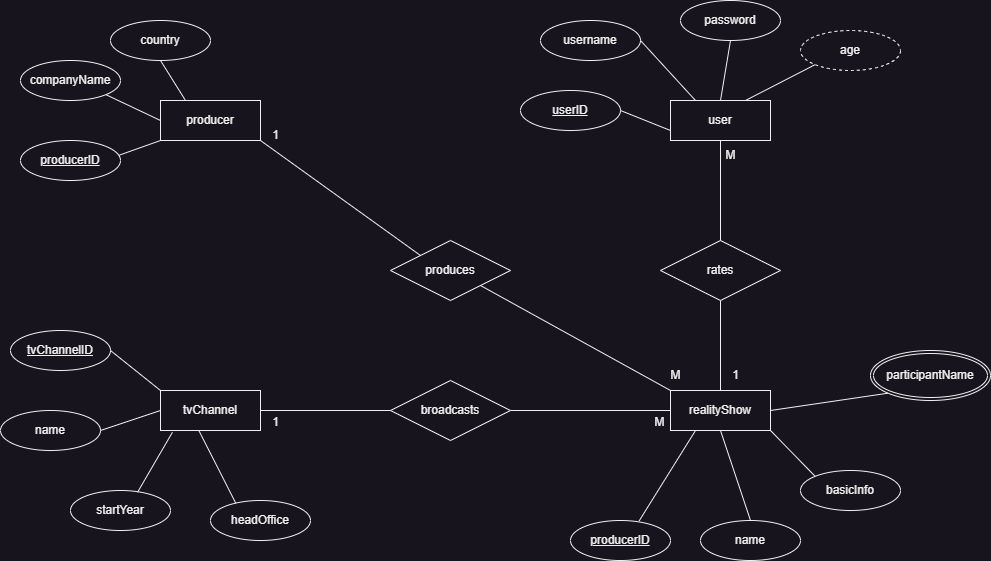 password
country
username
age
companyName
userID
producer
user
1
M
producerID
produces
rates
tvChannelID
M
1
participantName
tvChannel
broadcasts
realityShow
1
M
name
basicInfo
startYear
headOffice
producerID
name